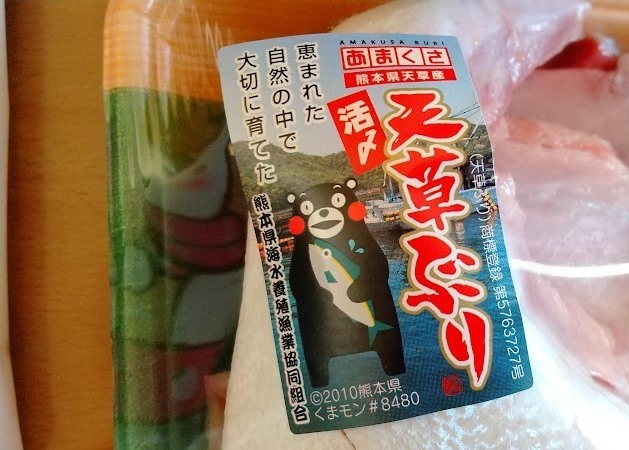 AMAKUSA BURI
あまくさ
熊本県天草産
天草ぶり
活〆
(天草ぶり)商標登録 第5763727号
恵まれた
自然の中で
大切に育てた
熊本県海水養殖漁業協同組合
©2010熊本県
くまモン#8480